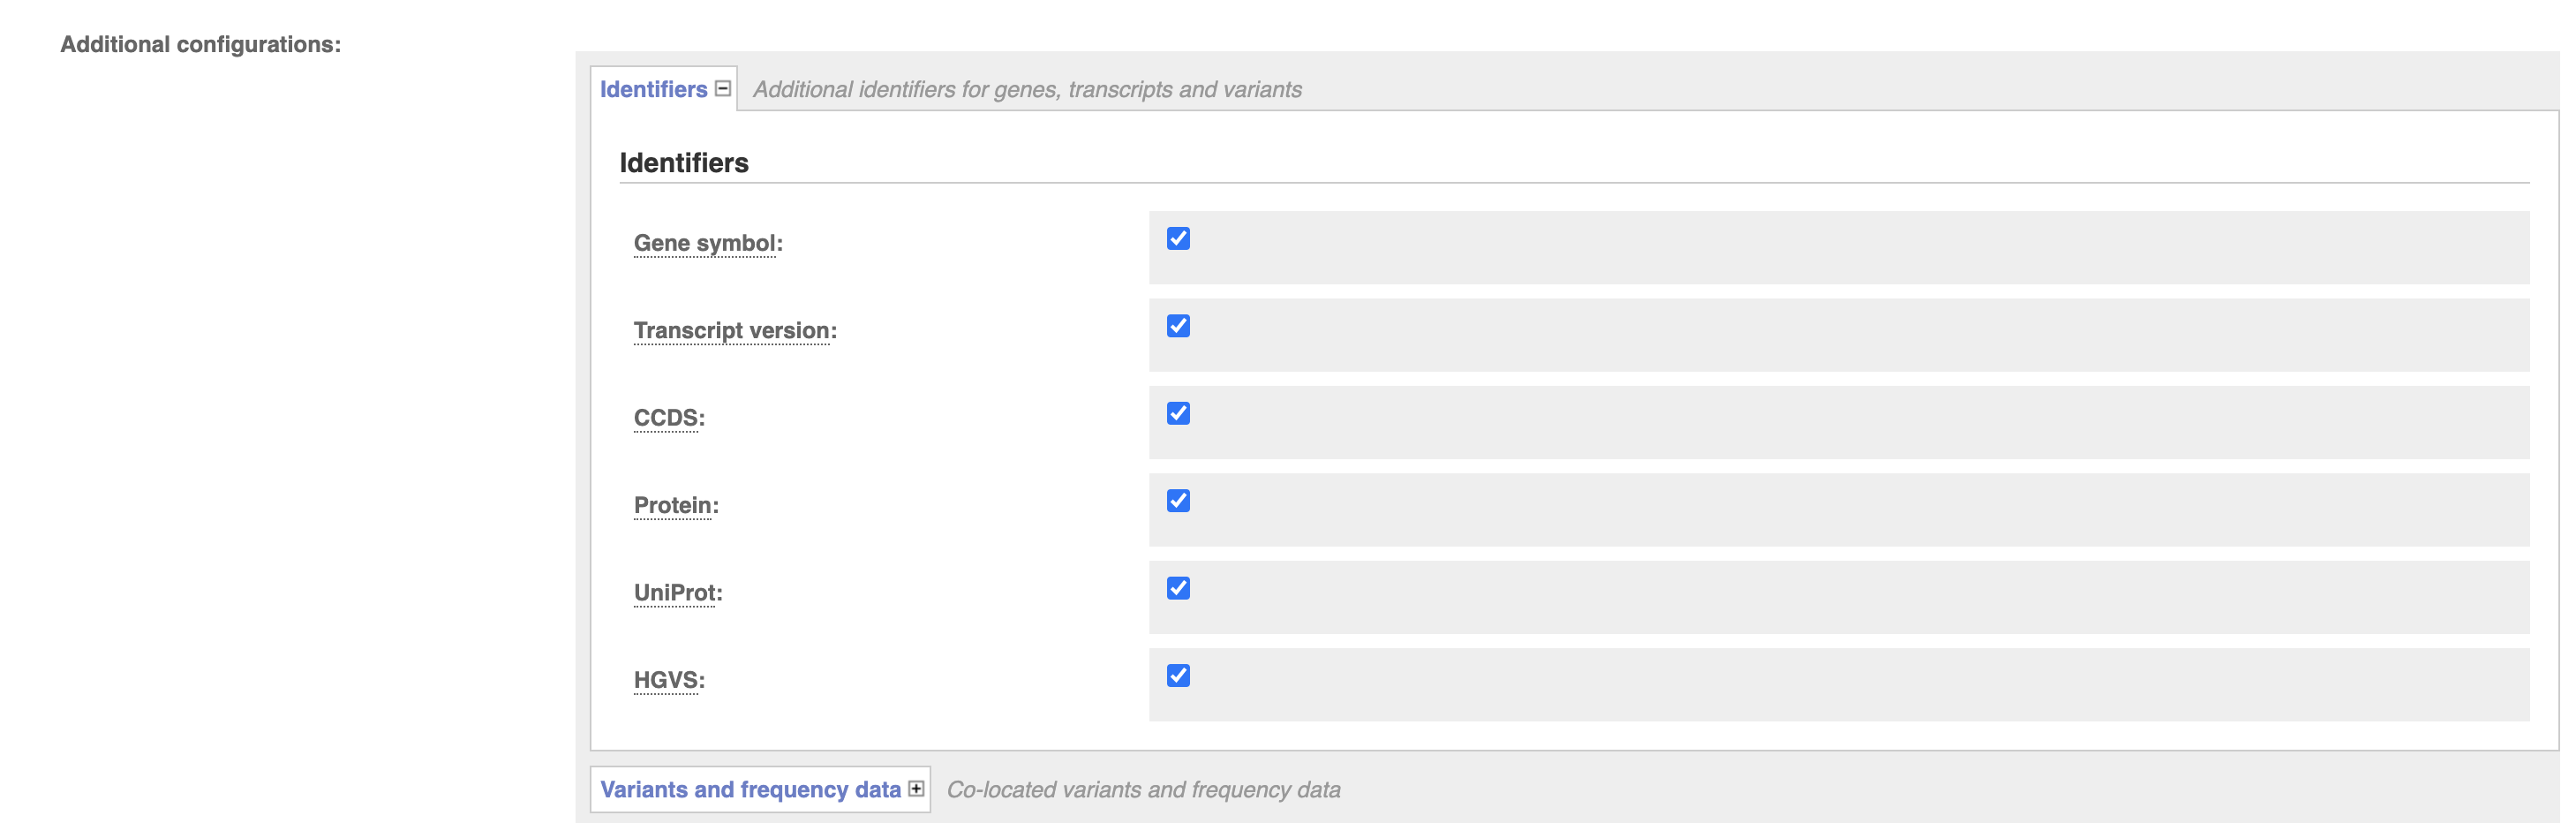 Additional configurations:
Identifiers Additional identifiers for genes, transcripts and variants
Identifiers
Gene symbol:
Transcript version:
CCDS:
Protein:
UniProt:
HGVS:
Variants and frequency data Co-located variants and frequency data